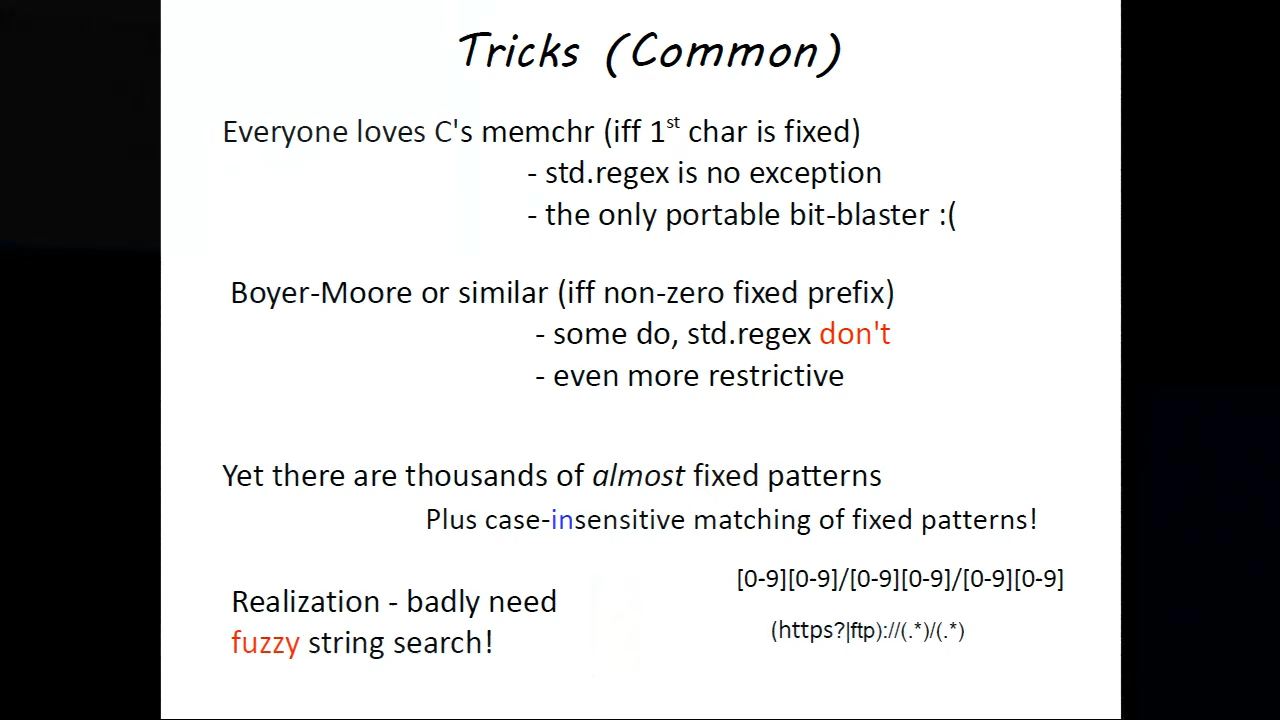 Tricks (Common)
Everyone loves C's memchr (iff 1st char is fixed)
- std.regex is no exception
- the only portable bit-blaster :(
Boyer-Moore or similar (iff non-zero fixed prefix)
- some do, std.regex don't
- even more restrictive
Yet there are thousands of almost fixed patterns
Plus case-insensitive matching of fixed patterns!
[0-9][0-9]/[0-9][0-9]/[0-9][0-9]
Realization - badly need
fuzzy string search!
(https?|ftp)://(.*)/(.*)